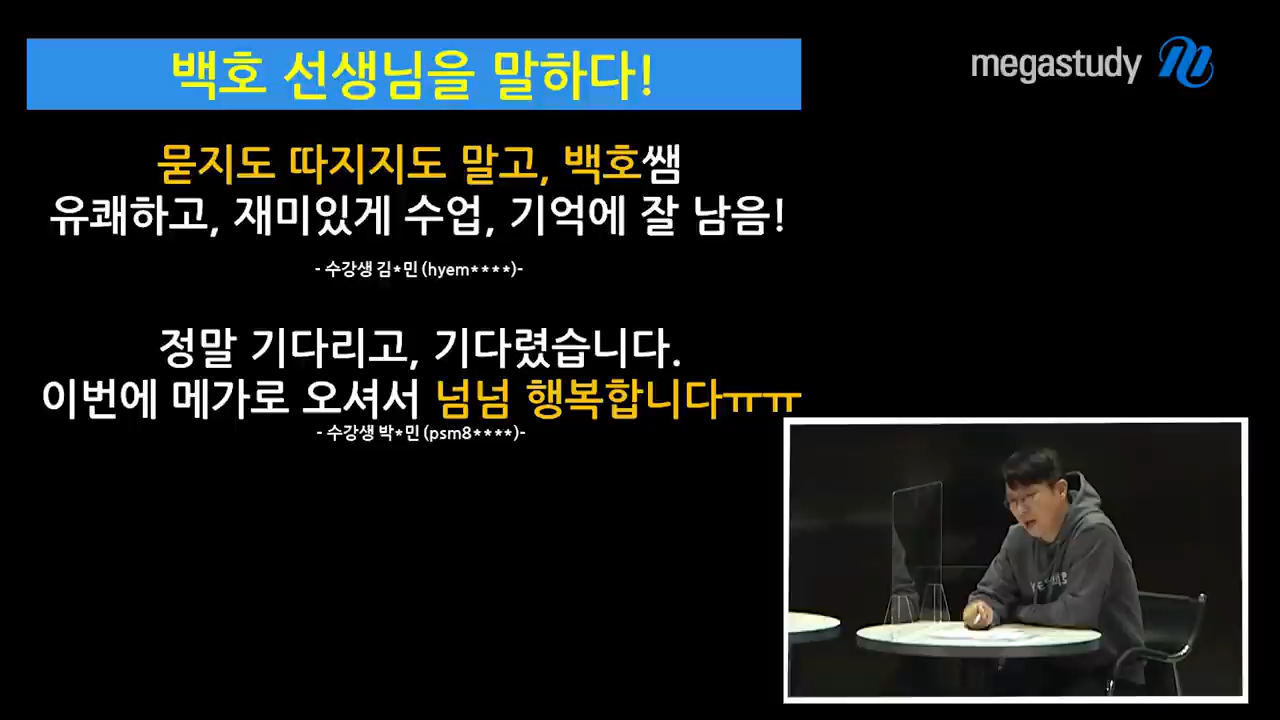 백호 선생님을 말하다!
megastudy
묻지도 따지지도 말고, 백호쌤
유쾌하고, 재미있게 수업, 기억에 잘 남음!
- 수강생 김*민 (hyem****)-
정말 기다리고, 기다렸습니다.
이번에 메가로 오셔서 넘넘 행복합니다ㅠㅠ
- 수강생 박*민 (psm8****)-